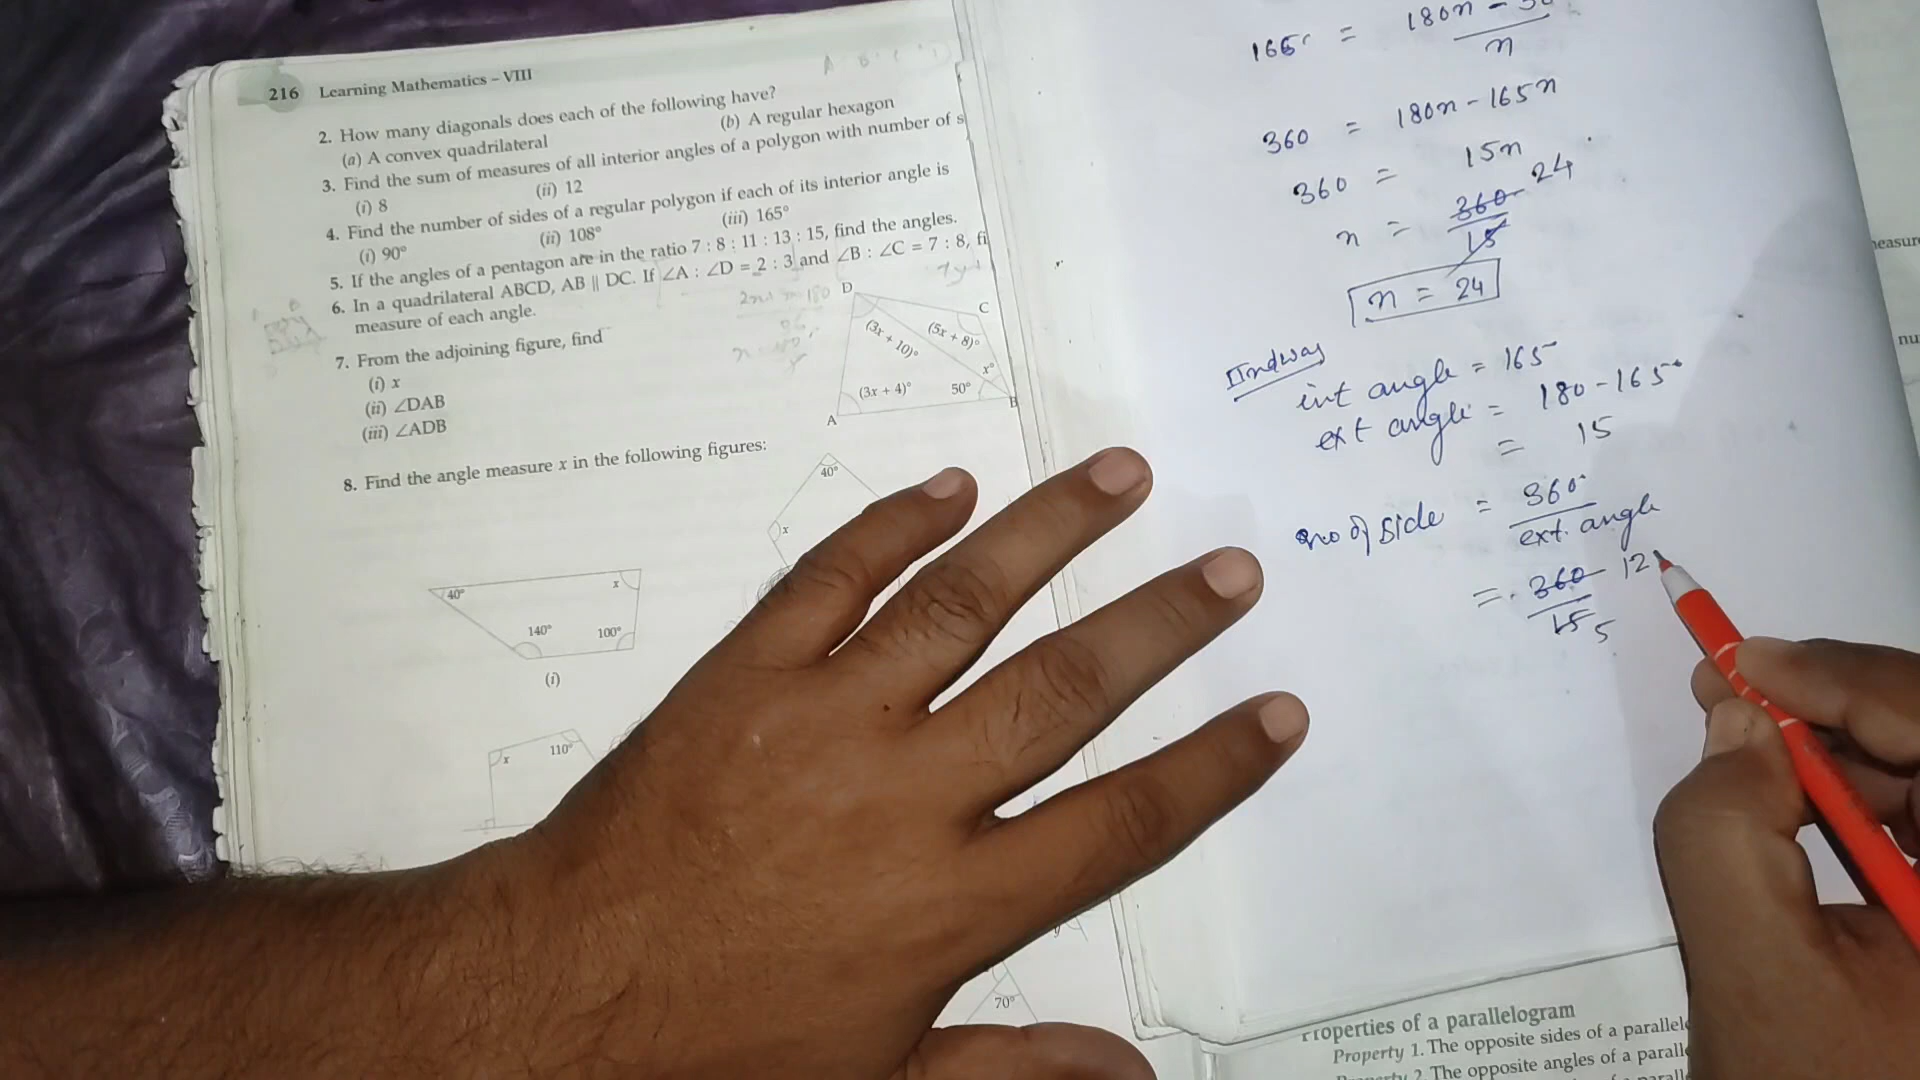 216 Learning Mathematics – VIII
2. How many diagonals does each of the following have?
(a) A convex quadrilateral (b) A regular hexagon
3. Find the sum of measures of all interior angles of a polygon with number of s
(i) 8 (ii) 12
4. Find the number of sides of a regular polygon if each of its interior angle is
(i) 90° (ii) 108° (iii) 165°
5. If the angles of a pentagon are in the ratio 7 : 8 : 11 : 13 : 15, find the angles.
6. In a quadrilateral ABCD, AB || DC. If ∠A : ∠D = 2 : 3 and ∠B : ∠C = 7 : 8, fi
measure of each angle.
7. From the adjoining figure, find
(i) x
(ii) ∠DAB
(iii) ∠ADB
D
C
(3x + 10)°
(5x + 8)°
x°
(3x + 4)°
50°
A
B
8. Find the angle measure x in the following figures:
40°
x
40°
x
140°
100°
(i)
x
110°
70°
= 180n -
n
360 = 180n - 165n
360 = 15n
n = 360 24
15
n = 24
IIndway
int angle = 165
ext angle = 180 - 165°
= 15
no of side = 360
ext. angle
= 360 12
15 5
Properties of a parallelogram
Property 1. The opposite sides of a parallel
The opposite angles of a parall